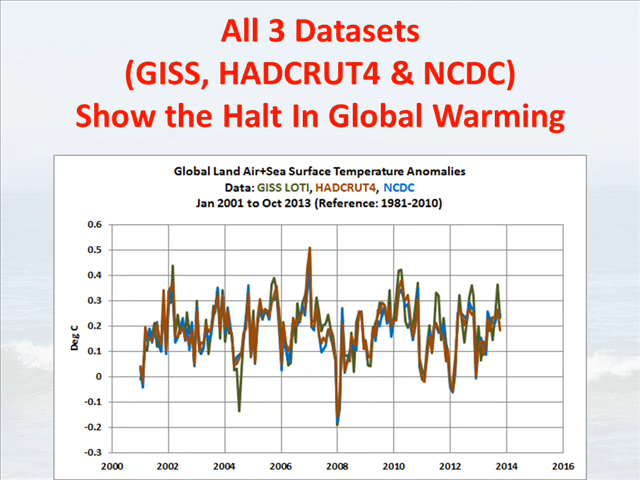 All 3 Datasets
(GISS, HADCRUT4 & NCDC)
Show the Halt In Global Warming
Global Land Air+Sea Surface Temperature Anomalies
Data: GISS LOTI, HADCRUT4, NCDC
Jan 2001 to Oct 2013 (Reference: 1981-2010)
0.6
0.5
0.4
0.3
0.2
0.1
0
-0.1
-0.2
-0.3
Deg C
2000 2002 2004 2006 2008 2010 2012 2014 2016